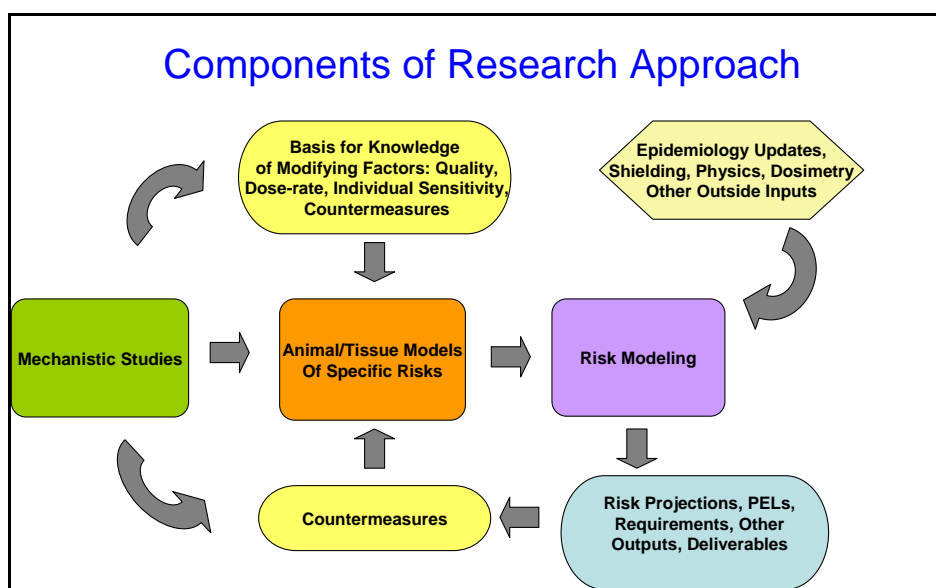 Components of Research Approach
Basis for Knowledge
of Modifying Factors: Quality,
Dose-rate, Individual Sensitivity,
Countermeasures
Epidemiology Updates,
Shielding, Physics, Dosimetry
Other Outside Inputs
Mechanistic Studies
Animal/Tissue Models
Of Specific Risks
Risk Modeling
Countermeasures
Risk Projections, PELs,
Requirements, Other
Outputs, Deliverables